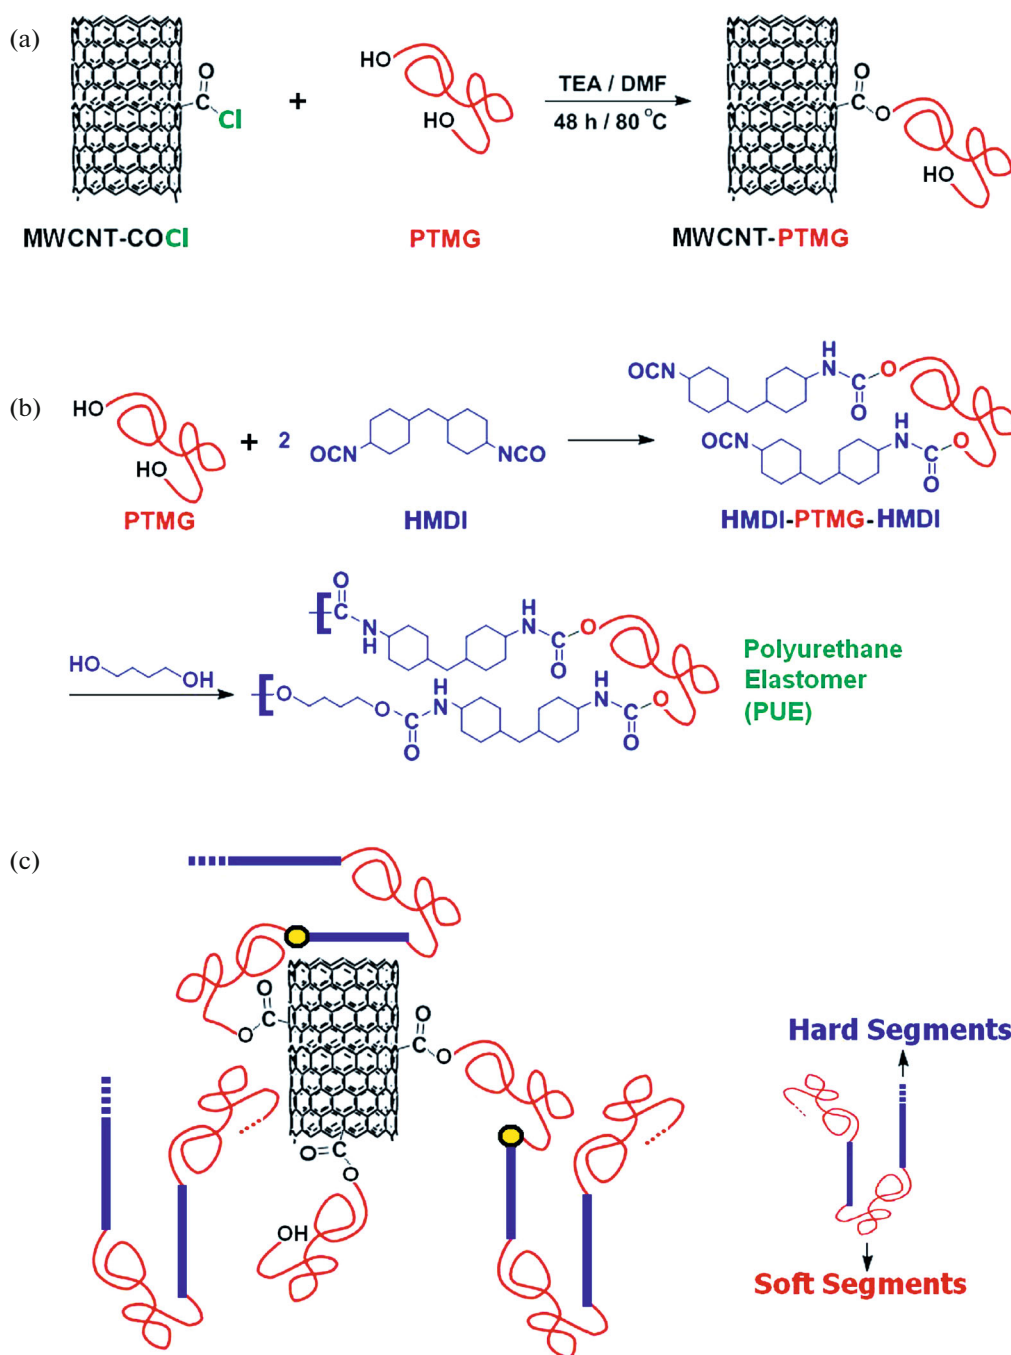 (a)
O
C
Cl
+
HO
HO
TEA / DMF
48 h / 80 °C
O
C
O
HO
MWCNT-COCl
PTMG
MWCNT-PTMG
(b)
HO
HO
+
2
OCN
NCO
OCN
H
N
C
O
O
OCN
H
N
C
O
O
PTMG
HMDI
HMDI-PTMG-HMDI
HO
OH
O
C
N
H
H
N
C
O
O
O
O
C
O
H
N
H
N
C
O
O
Polyurethane
Elastomer
(PUE)
(c)
O
C
O
O
C
O
O
C
O
OH
Hard Segments
Soft Segments